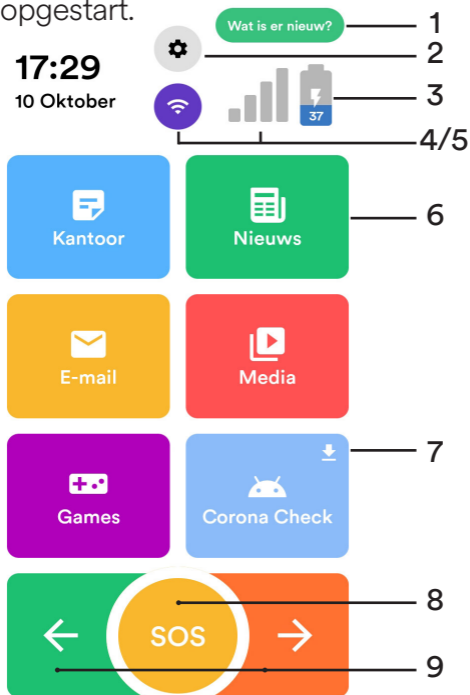 opgestart.
Wat is er nieuw? 1
2
17:29
10 Oktober
37 3
4/5
Kantoor Nieuws 6
E-mail Media
7
Games Corona Check
8
SOS
9